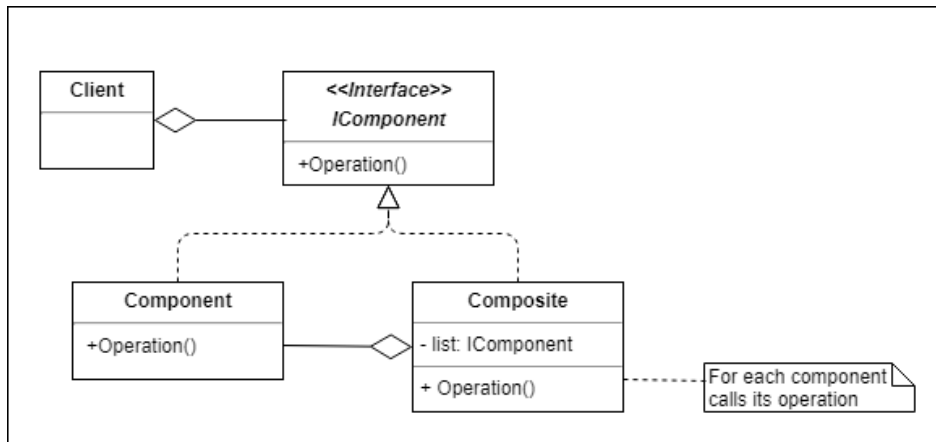 Client
<<Interface>>
IComponent
+Operation()
Component
+Operation()
Composite
- list: IComponent
+ Operation()
For each component
calls its operation